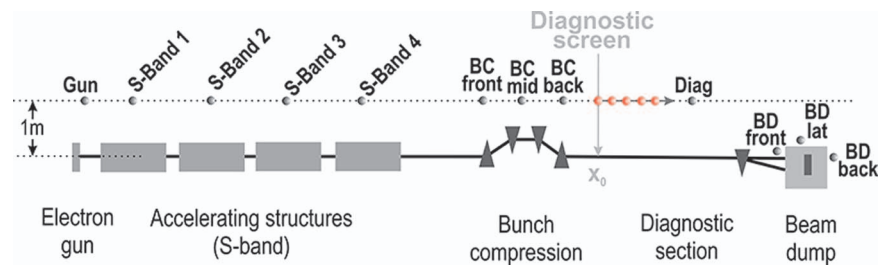 Diagnostic
screen
Gun
S-Band 1
S-Band 2
S-Band 3
S-Band 4
BC
front
BC
mid
BC
back
Diag
1m
BD
front
BD
lat
BD
back
X₀
Electron
gun
Accelerating structures
(S-band)
Bunch
compression
Diagnostic
section
Beam
dump